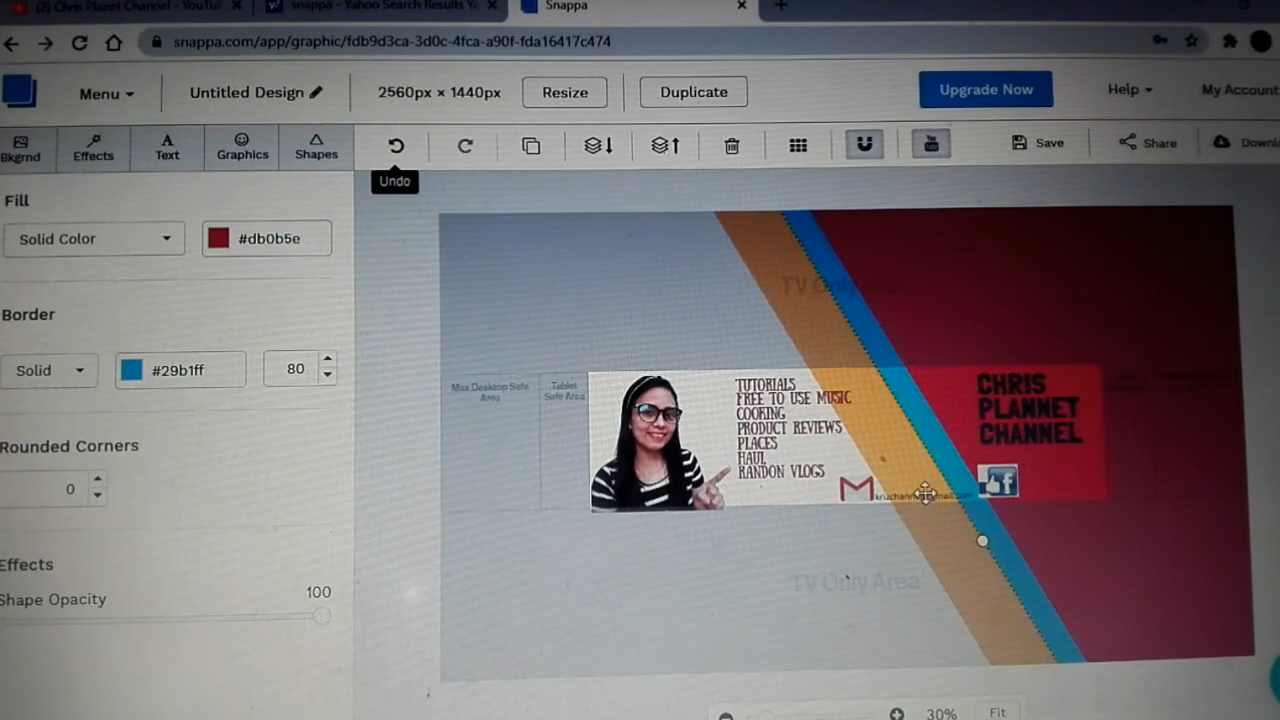 (2) Chris Planet Channel - YouTu
snappa - Yahoo Search Results
Snappa
snappa.com/app/graphic/fdb9d3ca-3d0c-4fca-a90f-fda16417c474
Menu
Untitled Design
2560px × 1440px
Resize
Duplicate
Upgrade Now
Help
My Account
Bkgrnd
Effects
Text
Graphics
Shapes
Save
Share
Downl
Undo
Fill
Solid Color
#db0b5e
Border
Solid
#29b1ff
80
Rounded Corners
0
Effects
Shape Opacity
100
TV Only Area
Max Desktop Safe
Area
Tablet
Safe Area
TUTORIALS
FREE TO USE MUSIC
COOKING
PRODUCT REVIEWS
PLACES
HAUL
RANDON VLOGS
CHRIS
PLANNET
CHANNEL
TV Only Area
30%
Fit